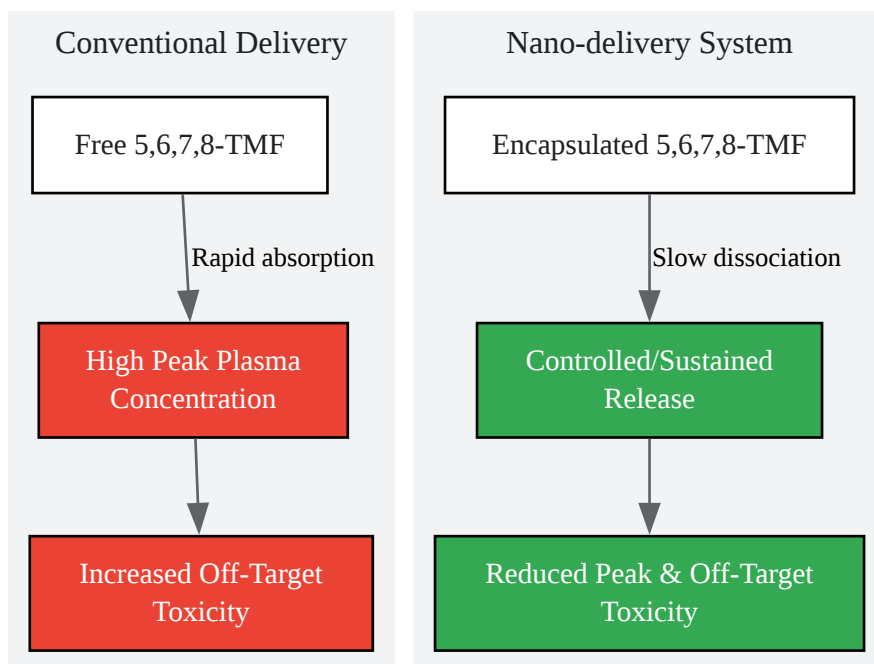 Conventional Delivery
Free 5,6,7,8-TMF
Rapid absorption
High Peak Plasma
Concentration
Increased Off-Target
Toxicity
Nano-delivery System
Encapsulated 5,6,7,8-TMF
Slow dissociation
Controlled/Sustained
Release
Reduced Peak & Off-Target
Toxicity